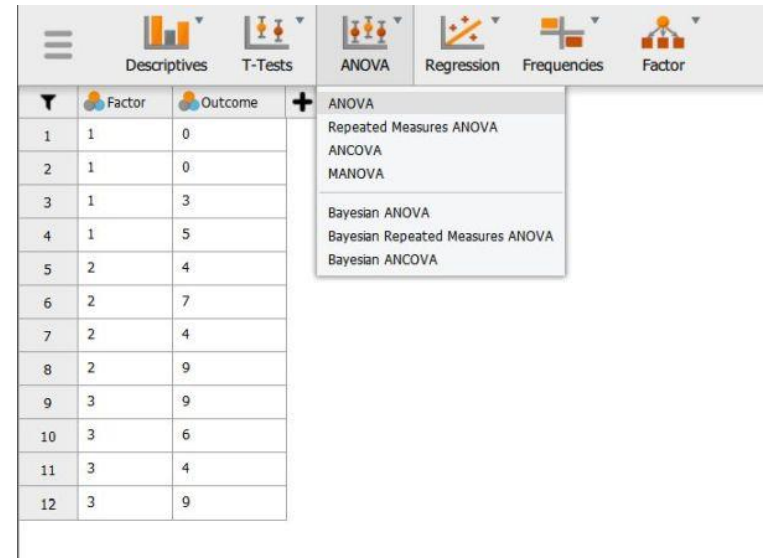 Descriptives T-Tests ANOVA Regression Frequencies Factor
Factor Outcome
ANOVA
Repeated Measures ANOVA
ANCOVA
MANOVA
Bayesian ANOVA
Bayesian Repeated Measures ANOVA
Bayesian ANCOVA
1 1 0
2 1 0
3 1 3
4 1 5
5 2 4
6 2 7
7 2 4
8 2 9
9 3 9
10 3 6
11 3 4
12 3 9